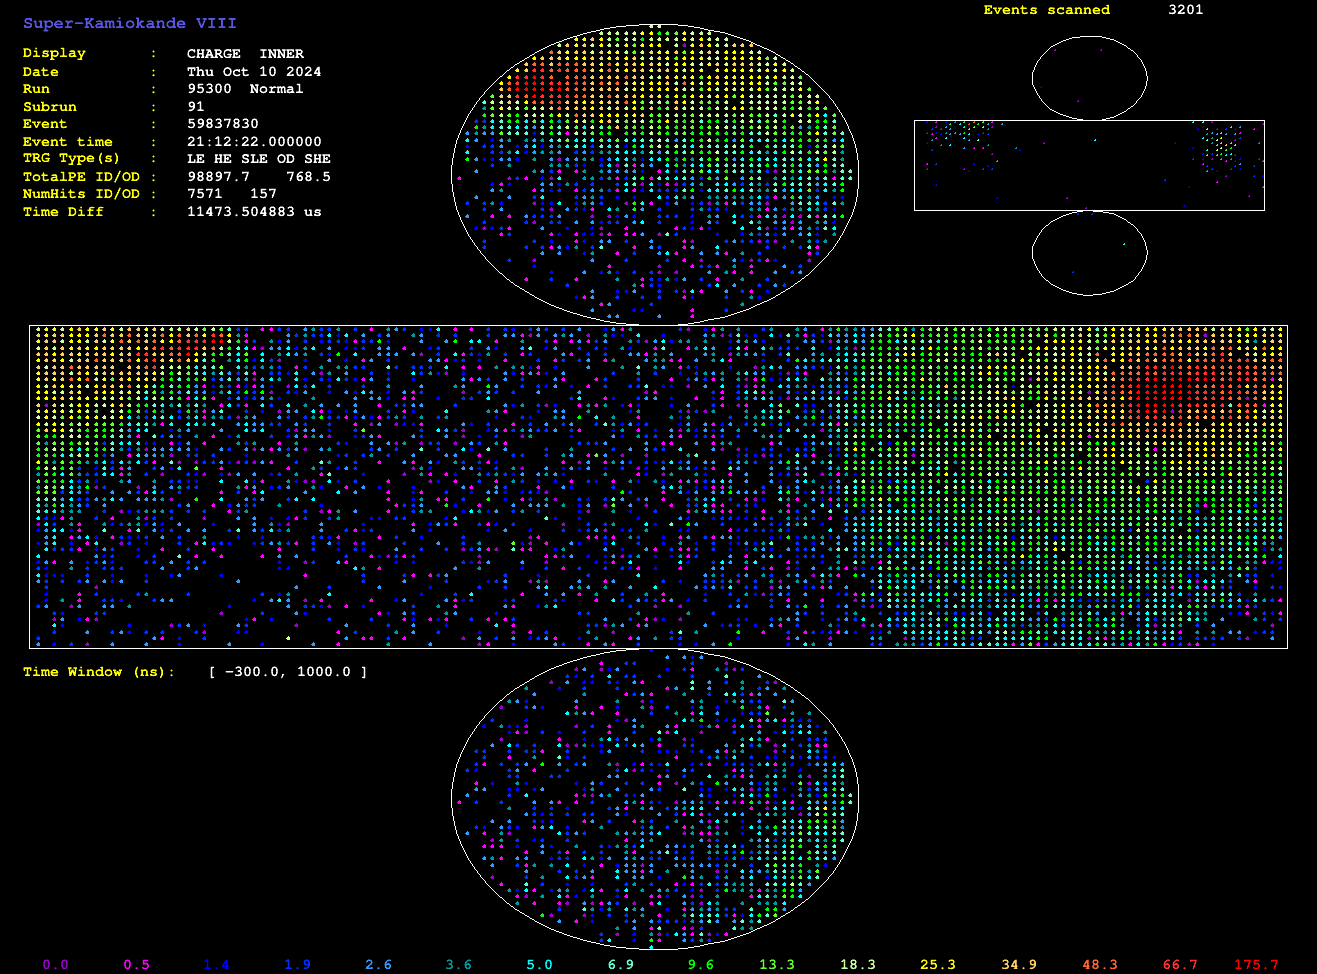 Super-Kamiokande VIII
Events scanned 3201
Display : CHARGE INNER
Date : Thu Oct 10 2024
Run : 95300 Normal
Subrun : 91
Event : 59837830
Event time : 21:12:22.000000
TRG Type(s) : LE HE SLE OD SHE
TotalPE ID/OD : 98897.7 768.5
NumHits ID/OD : 7571 157
Time Diff : 11473.504883 us
Time Window (ns): [ -300.0, 1000.0 ]
0.0 0.5 1.4 1.9 2.6 3.6 5.0 6.9 9.6 13.3 18.3 25.3 34.9 48.3 66.7 175.7